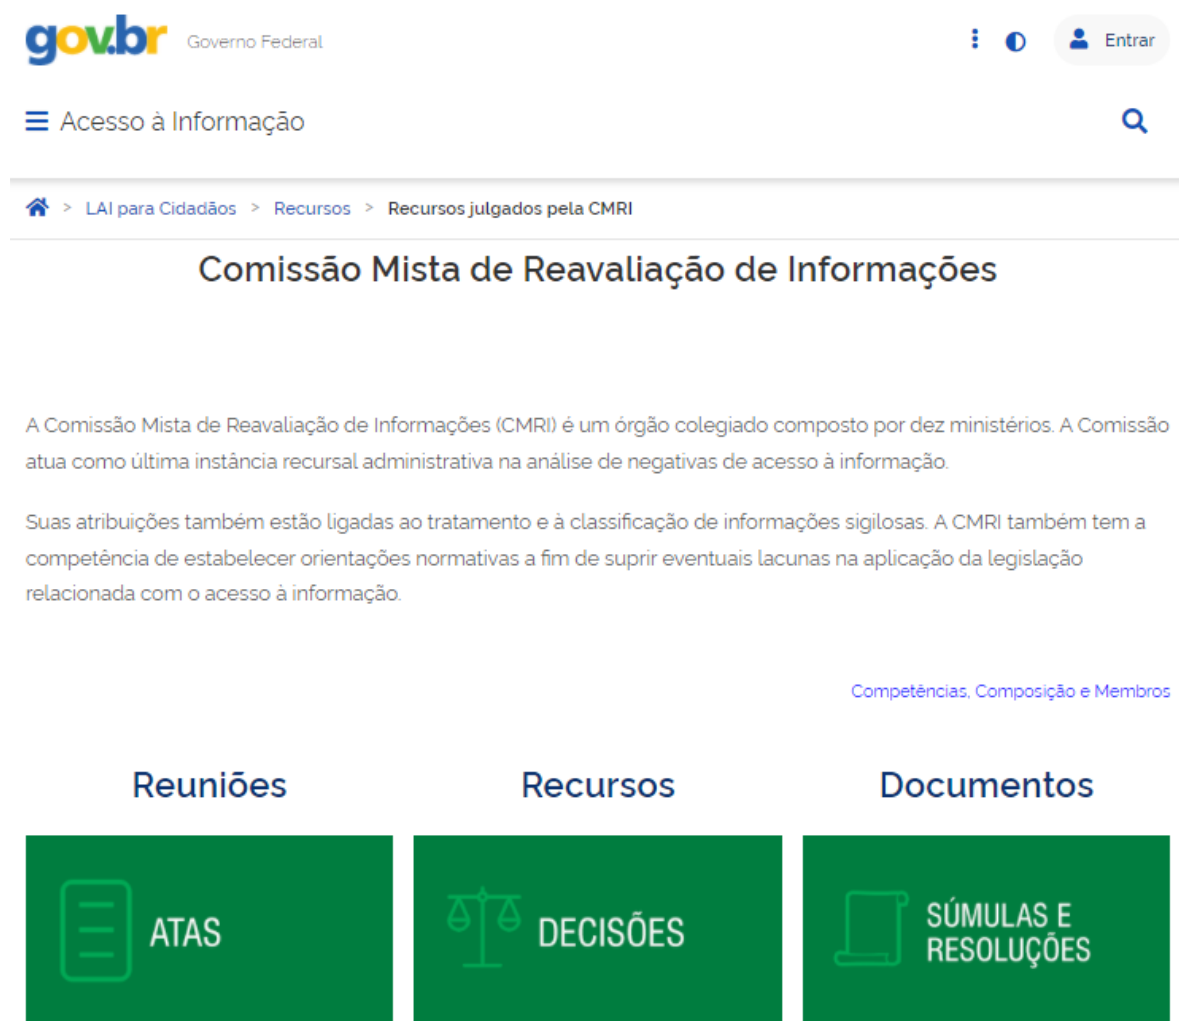 gov.br Governo Federal Entrar
Acesso à Informação
> LAI para Cidadãos > Recursos > Recursos julgados pela CMRI
Comissão Mista de Reavaliação de Informações
A Comissão Mista de Reavaliação de Informações (CMRI) é um órgão colegiado composto por dez ministérios. A Comissão
atua como última instância recursal administrativa na análise de negativas de acesso à informação.
Suas atribuições também estão ligadas ao tratamento e à classificação de informações sigilosas. A CMRI também tem a
competência de estabelecer orientações normativas a fim de suprir eventuais lacunas na aplicação da legislação
relacionada com o acesso à informação.
Competências, Composição e Membros
Reuniões
ATAS
Recursos
DECISÕES
Documentos
SÚMULAS E
RESOLUÇÕES